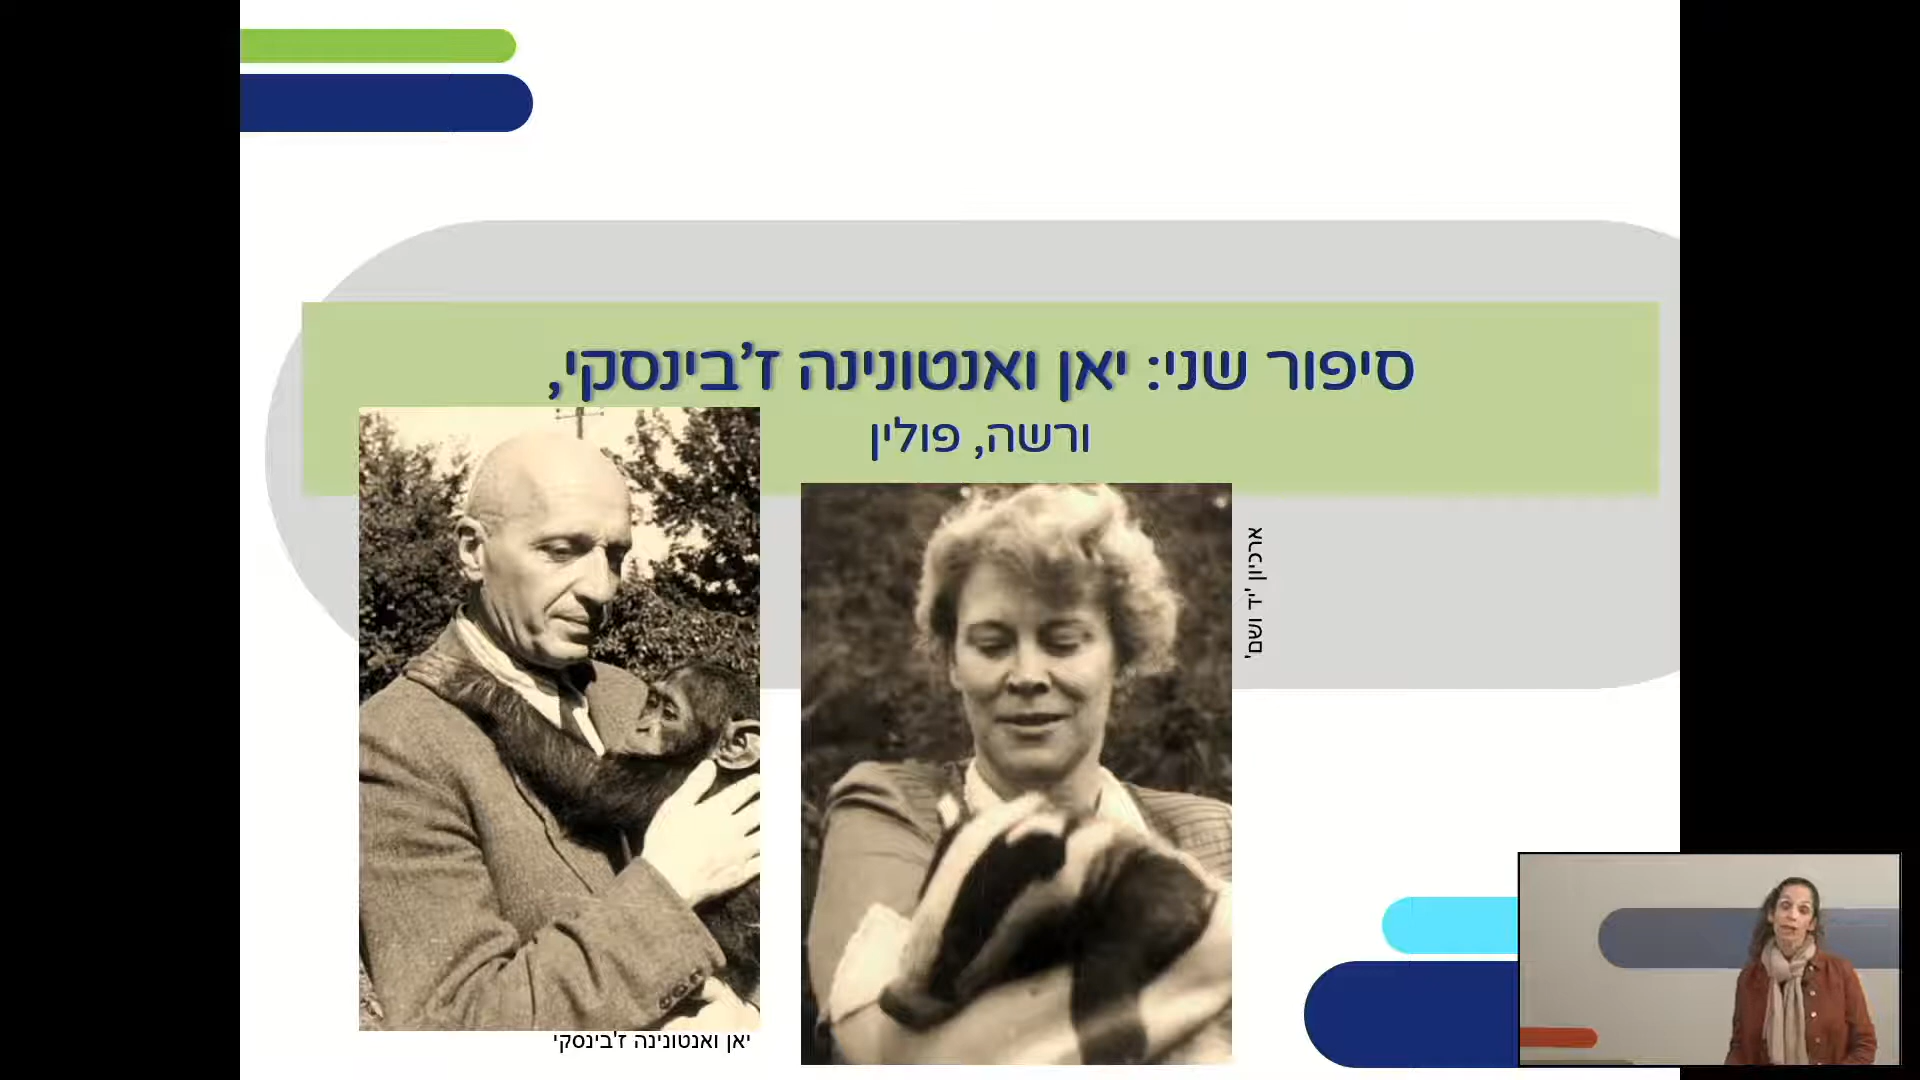 סיפור שני: יאן ואנטונינה ז'בינסקי,
ורשה, פולין
ארכיון 'יד ושם'
יאן ואנטונינה ז'בינסקי